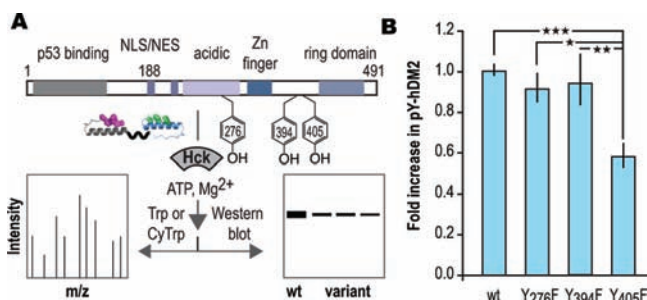 A
p53 binding
NLS/NES
acidic
Zn
finger
ring domain
1
188
491
276
394
405
OH
OH
OH
Hck
ATP, Mg2+
Trp or
CyTrp
Western
blot
Intensity
m/z
wt variant
B
Fold increase in pY-hDM2
1.2
1.0
0.8
0.6
0.4
0.2
0.0
★★★
★
★★
wt Y276F Y394F Y405F